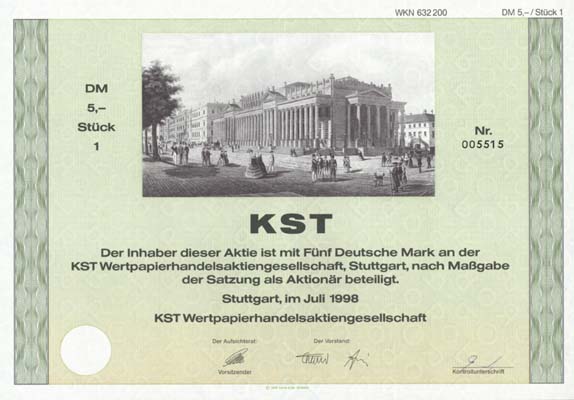 WKN 632 200
DM 5,– / Stück 1
DM
5,–
Stück
1
Nr.
005515
KST
Der Inhaber dieser Aktie ist mit Fünf Deutsche Mark an der
KST Wertpapierhandelsaktiengesellschaft, Stuttgart, nach Maßgabe
der Satzung als Aktionär beteiligt.
Stuttgart, im Juli 1998
KST Wertpapierhandelsaktiengesellschaft
Der Aufsichtsrat:
Der Vorstand:
Vorsitzender
Kontrollunterschrift